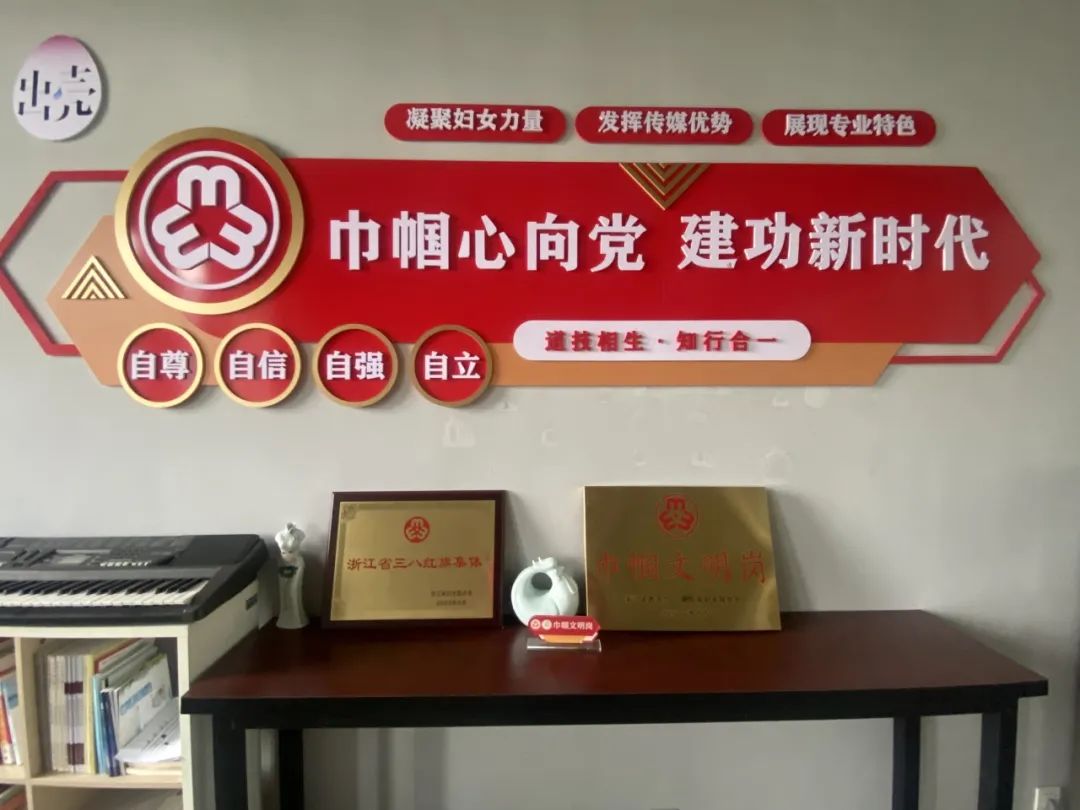 出壳
凝聚妇女力量
发挥传媒优势
展现专业特色
巾帼心向党 建功新时代
道技相生·知行合一
自尊
自信
自强
自立
浙江省三八红旗集体
巾帼文明岗
巾帼文明岗